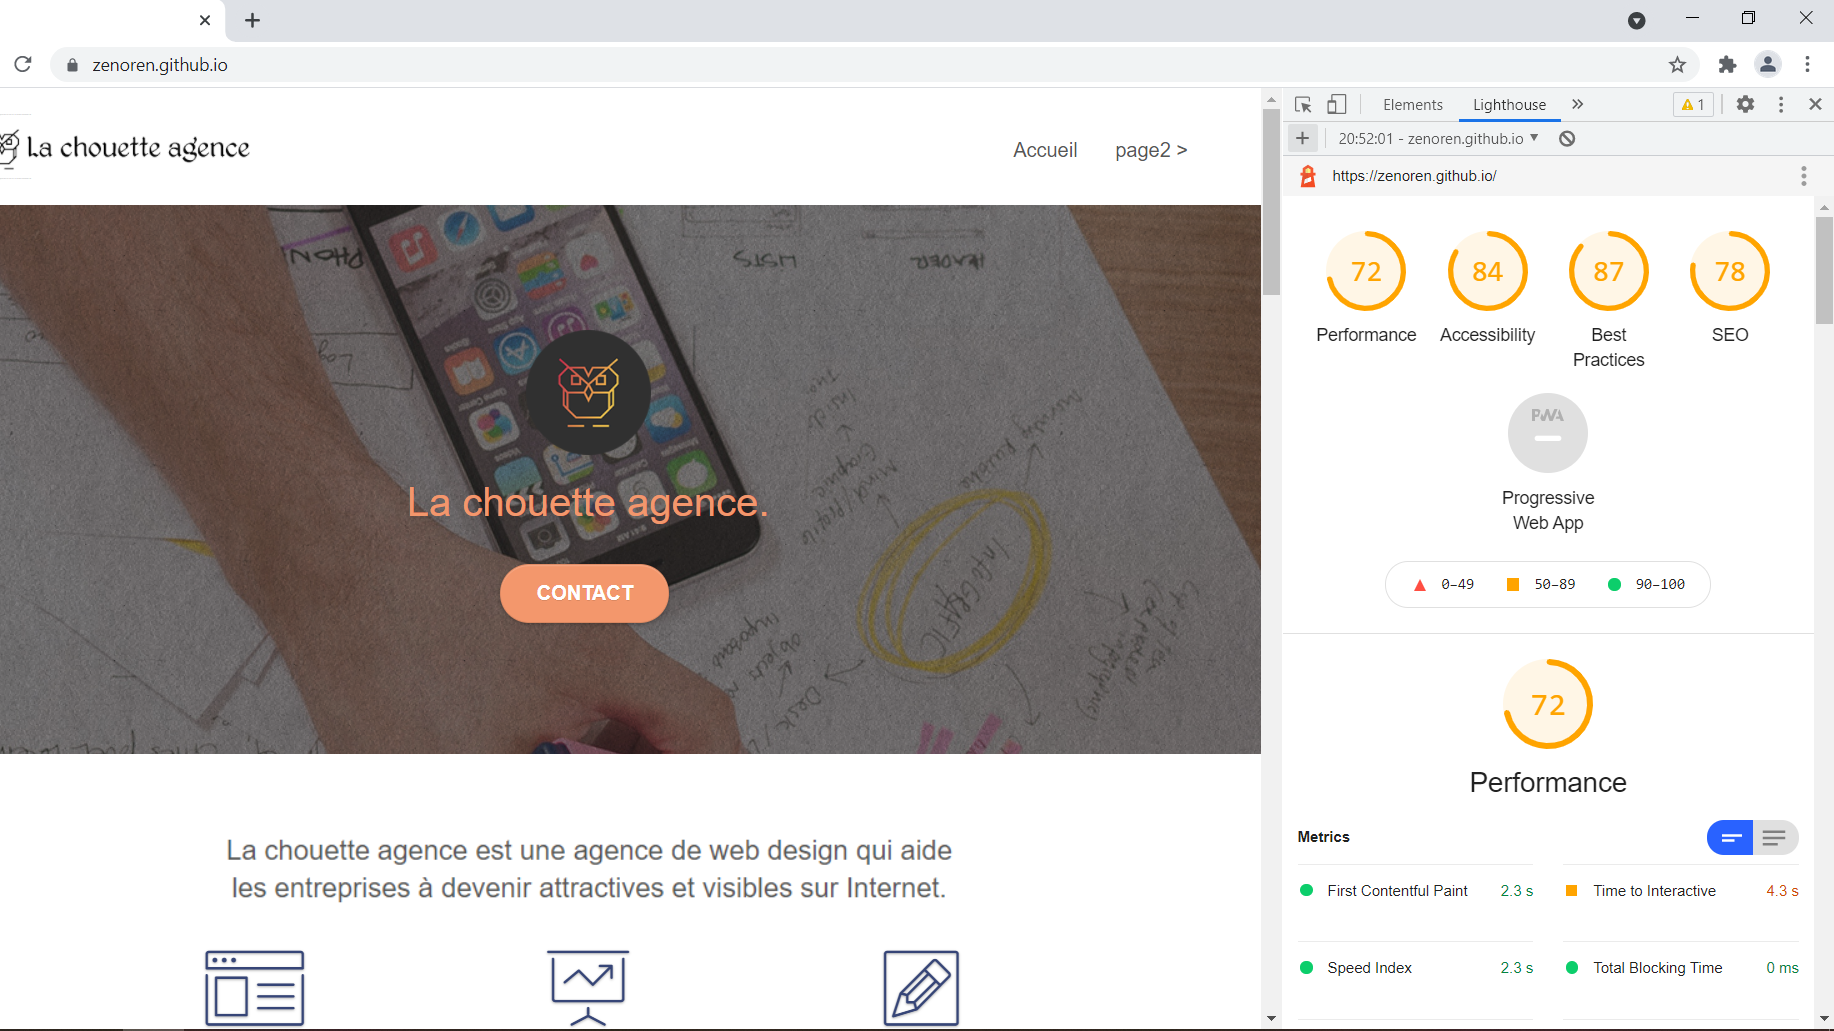 zenoren.github.io
La chouette agence
Accueil
page2 >
La chouette agence.
CONTACT
La chouette agence est une agence de web design qui aide
les entreprises à devenir attractives et visibles sur Internet.
Elements
Lighthouse
1
20:52:01 - zenoren.github.io
https://zenoren.github.io/
72
84
87
78
Performance
Accessibility
Best
Practices
SEO
PWA
Progressive
Web App
0–49
50–89
90–100
72
Performance
Metrics
First Contentful Paint 2.3 s
Time to Interactive 4.3 s
Speed Index 2.3 s
Total Blocking Time 0 ms